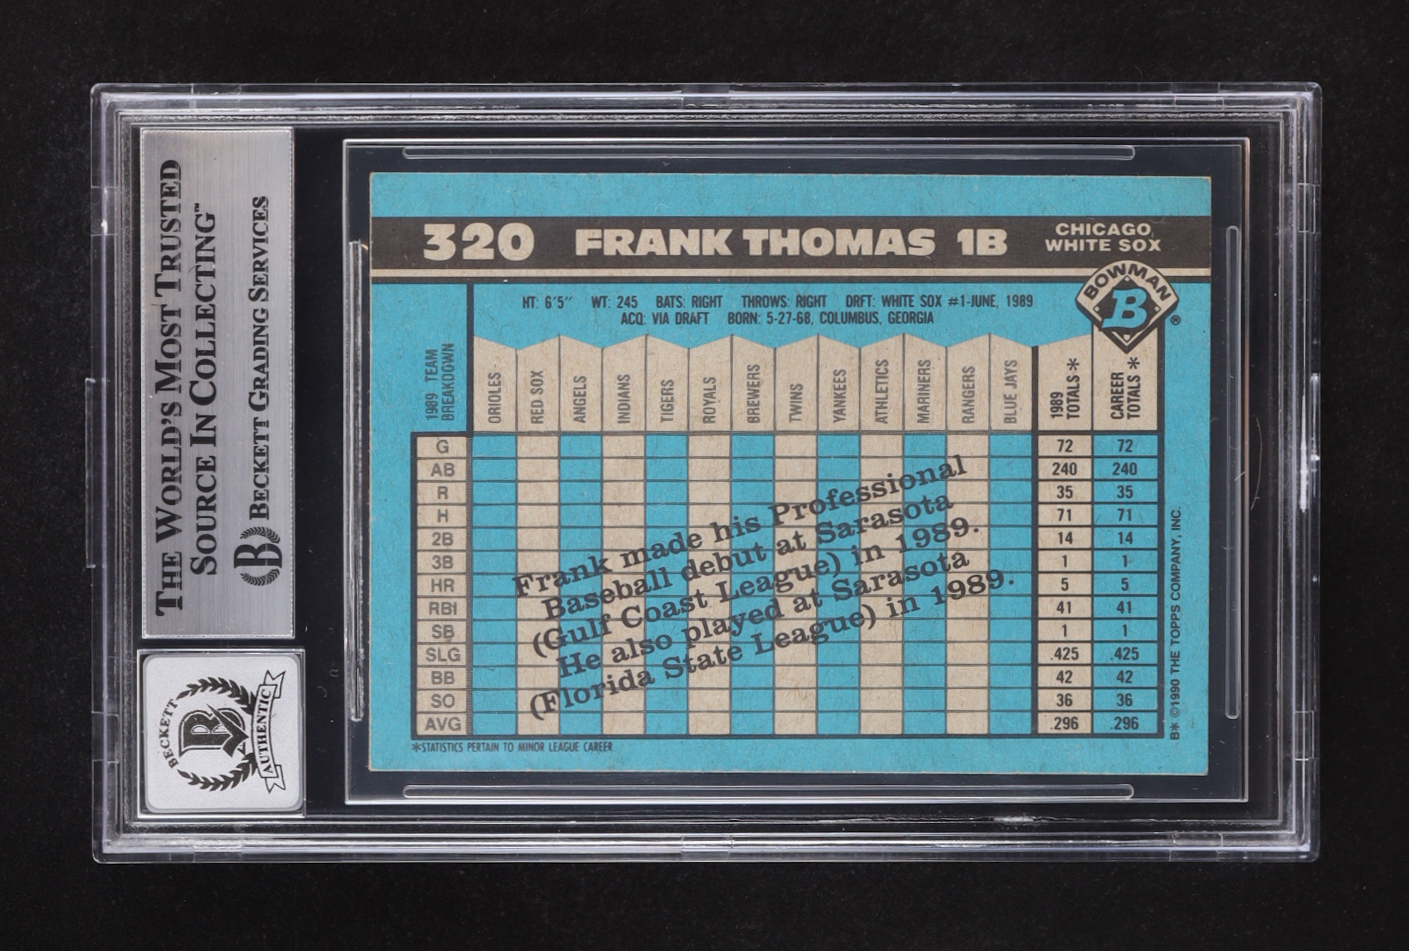 THE WORLD'S MOST TRUSTED
SOURCE IN COLLECTING™
B BECKETT GRADING SERVICES
BECKETT
B
AUTHENTIC
320 FRANK THOMAS 1B
CHICAGO
WHITE SOX
BOWMAN
B
®
HT: 6'5" WT: 245 BATS: RIGHT THROWS: RIGHT DRFT: WHITE SOX #1-JUNE, 1989
ACQ: VIA DRAFT BORN: 5-27-68, COLUMBUS, GEORGIA
1989 TEAM BREAKDOWN ORIOLES RED SOX ANGELS INDIANS TIGERS ROYALS BREWERS TWINS YANKEES ATHLETICS MARINERS RANGERS BLUE JAYS 1989 TOTALS * CAREER TOTALS *
G 72 72
AB 240 240
R 35 35
H 71 71
2B 14 14
3B 1 1
HR 5 5
RBI 41 41
SB 1 1
SLG .425 .425
BB 42 42
SO 36 36
AVG .296 .296
Frank made his Professional
Baseball debut at Sarasota
(Gulf Coast League) in 1989.
He also played at Sarasota
(Florida State League) in 1989.
*STATISTICS PERTAIN TO MINOR LEAGUE CAREER
B* ©1990 THE TOPPS COMPANY, INC.